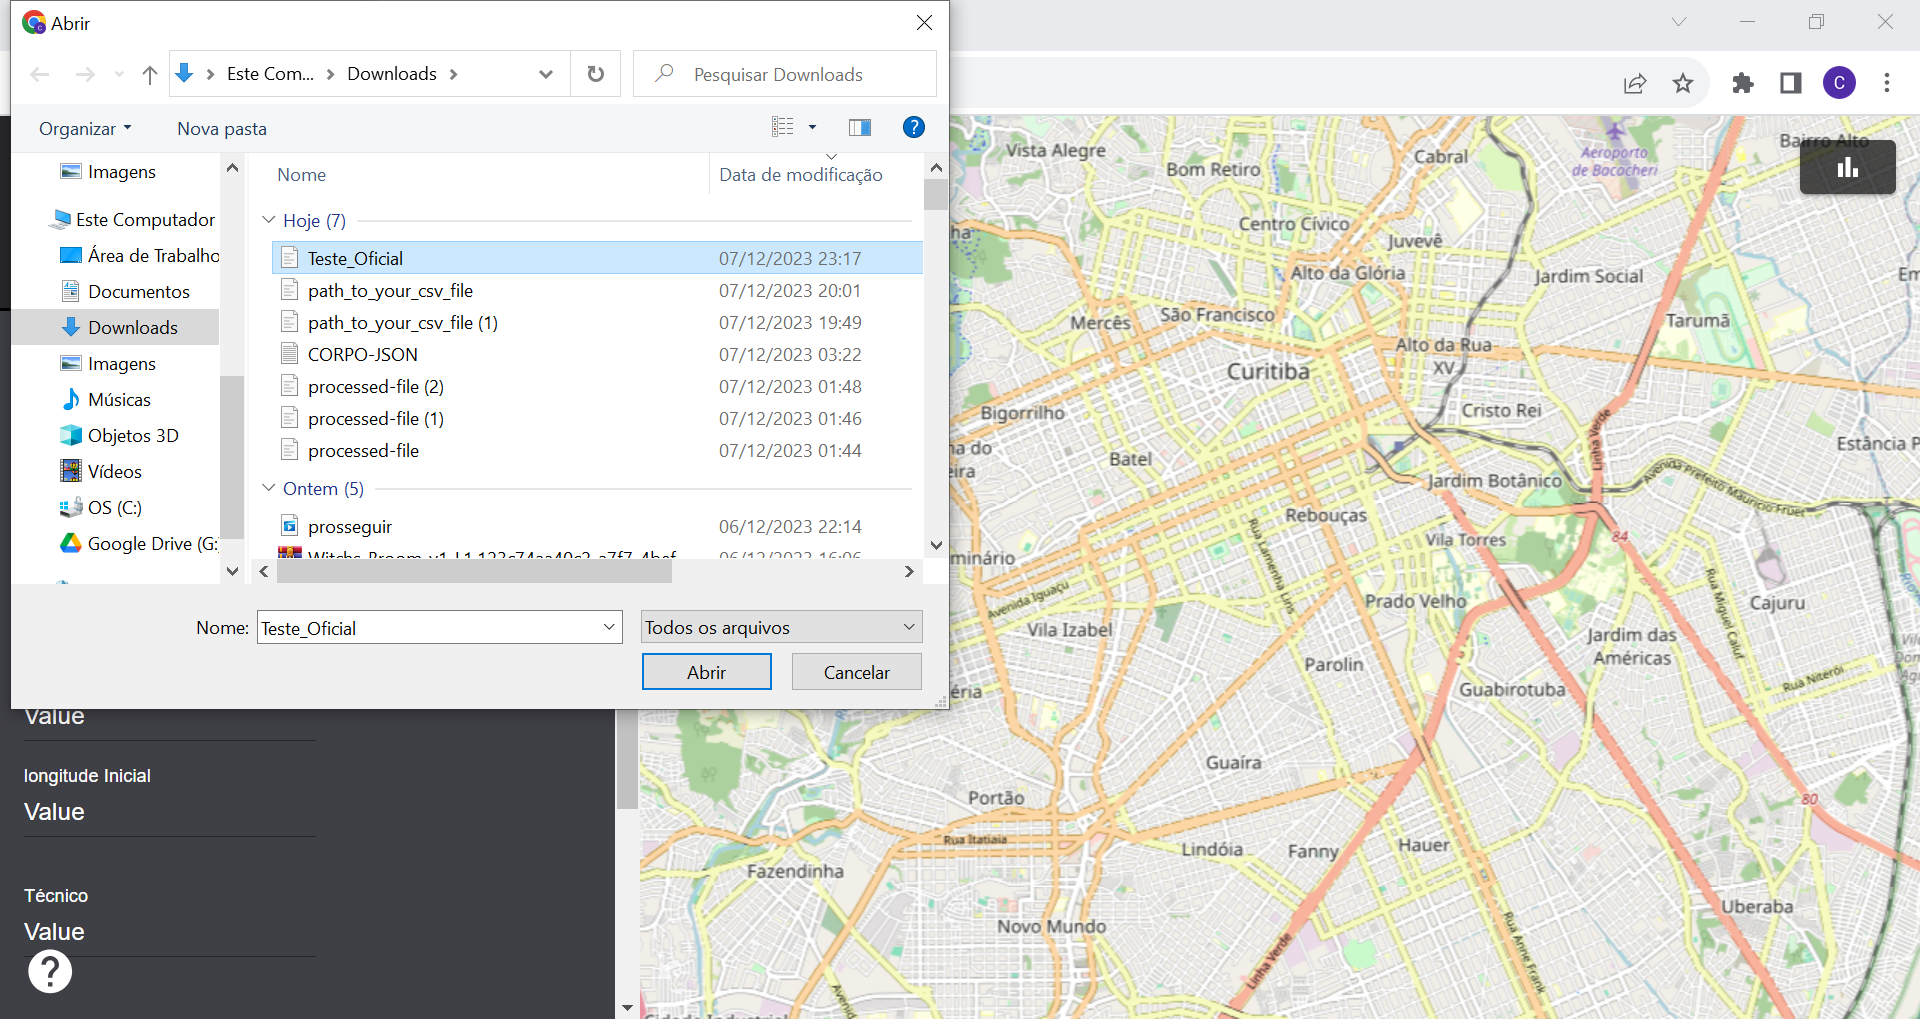 Abrir
Este Com...
Downloads
Pesquisar Downloads
C
Organizar
Nova pasta
?
Imagens
Este Computador
Área de Trabalho
Documentos
Downloads
Imagens
Músicas
Objetos 3D
Vídeos
OS (C:)
Google Drive (G:)
Nome
Data de modificação
Hoje (7)
Teste_Oficial
07/12/2023 23:17
path_to_your_csv_file
07/12/2023 20:01
path_to_your_csv_file (1)
07/12/2023 19:49
CORPO-JSON
07/12/2023 03:22
processed-file (2)
07/12/2023 01:48
processed-file (1)
07/12/2023 01:46
processed-file
07/12/2023 01:44
Ontem (5)
prosseguir
06/12/2023 22:14
06/12/2023 16:06
Nome:
Teste_Oficial
Todos os arquivos
Abrir
Cancelar
Value
longitude Inicial
Value
Técnico
Value
?
Vista Alegre
Bom Retiro
Cabral
Aeroporto
de Bacacheri
Bairro Alto
Centro Cívico
Juvevê
Alto da Glória
Jardim Social
São Francisco
Mercês
Tarumã
Alto da Rua
XV
Curitiba
Bigorrilho
Cristo Rei
Linha Verde
Estância P
Batel
Jardim Botânico
Avenida Prefeito Maurício Fruet
Rebouças
Vila Torres
84
minário
Avenida Iguaçu
Rua Lamenha Lins
Prado Velho
Rua Miguel Caluf
Cajuru
Vila Izabel
Jardim das
Américas
Parolin
Guabirotuba
Rua Niterói
éria
Guaíra
Portão
80
Rua Itatiaia
Lindóia
Fanny
Hauer
Fazendinha
Uberaba
Novo Mundo
Linha Verde
Rua Anne Frank
Avenida
Cidade Industrial